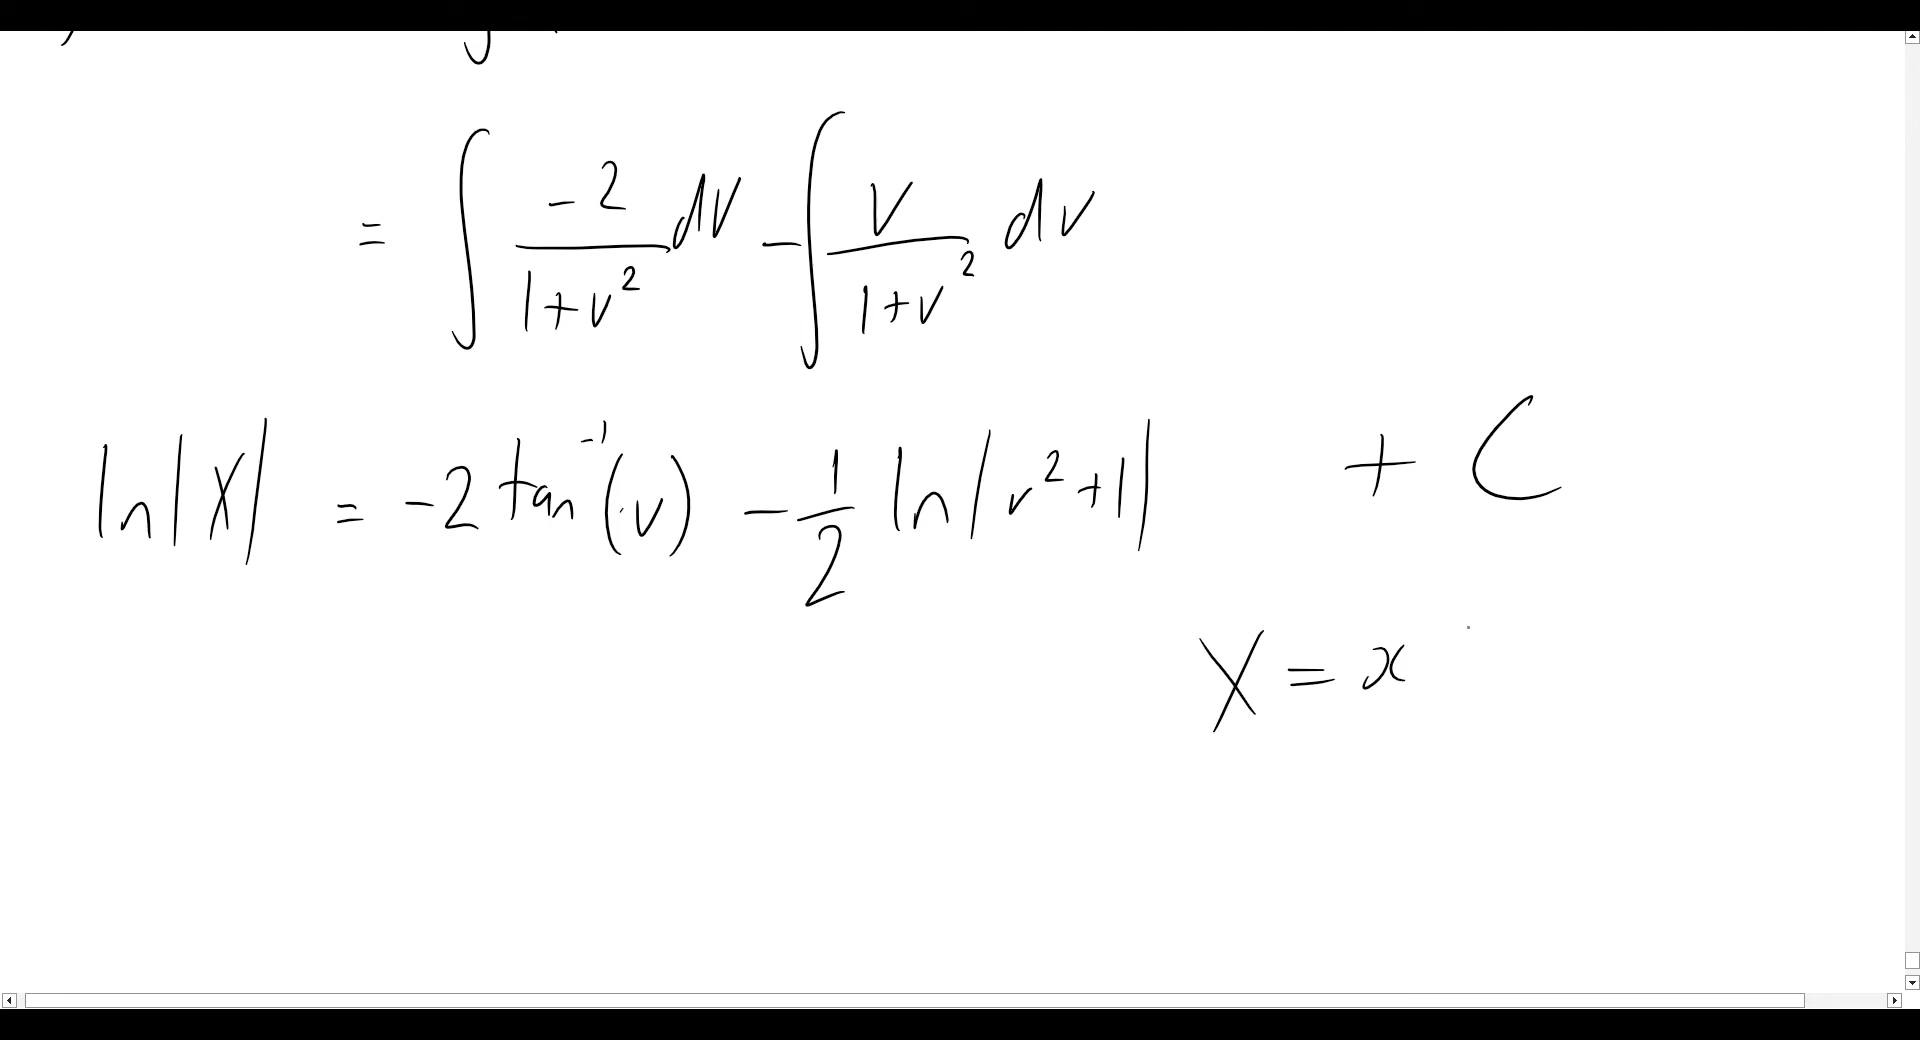 = ∫ -2/(1+v²) dV - ∫ V/(1+v²) dv
ln|X| = -2 tan⁻¹(v) - 1/2 ln|v²+1| + C
X = x